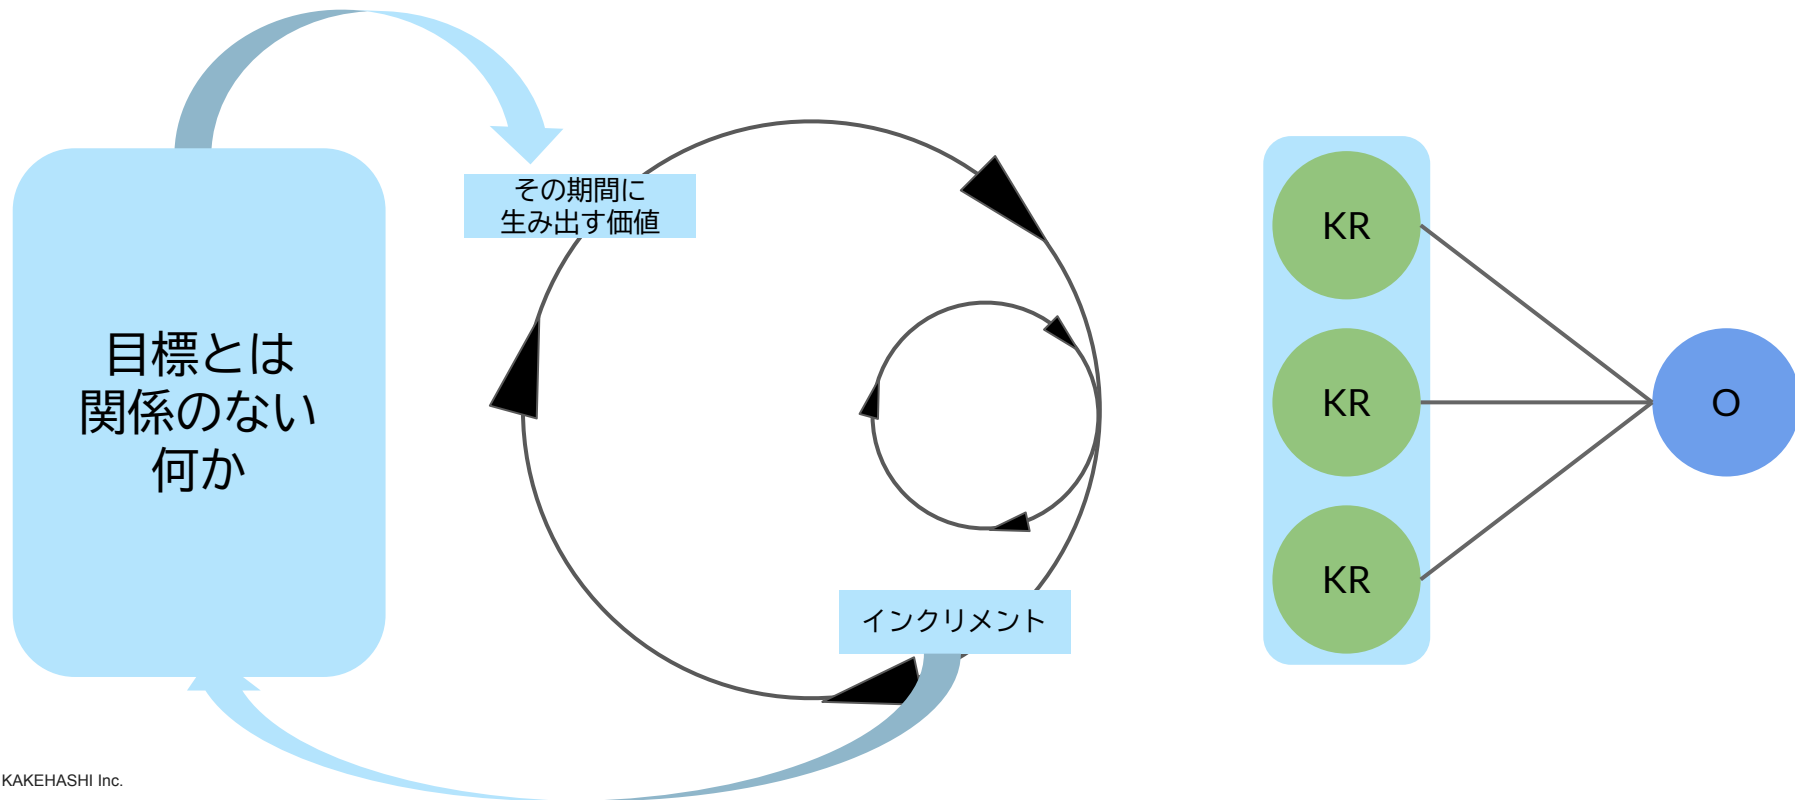 その期間に
生み出す価値
目標とは
関係のない
何か
インクリメント
KR
KR
KR
O
KAKEHASHI Inc.